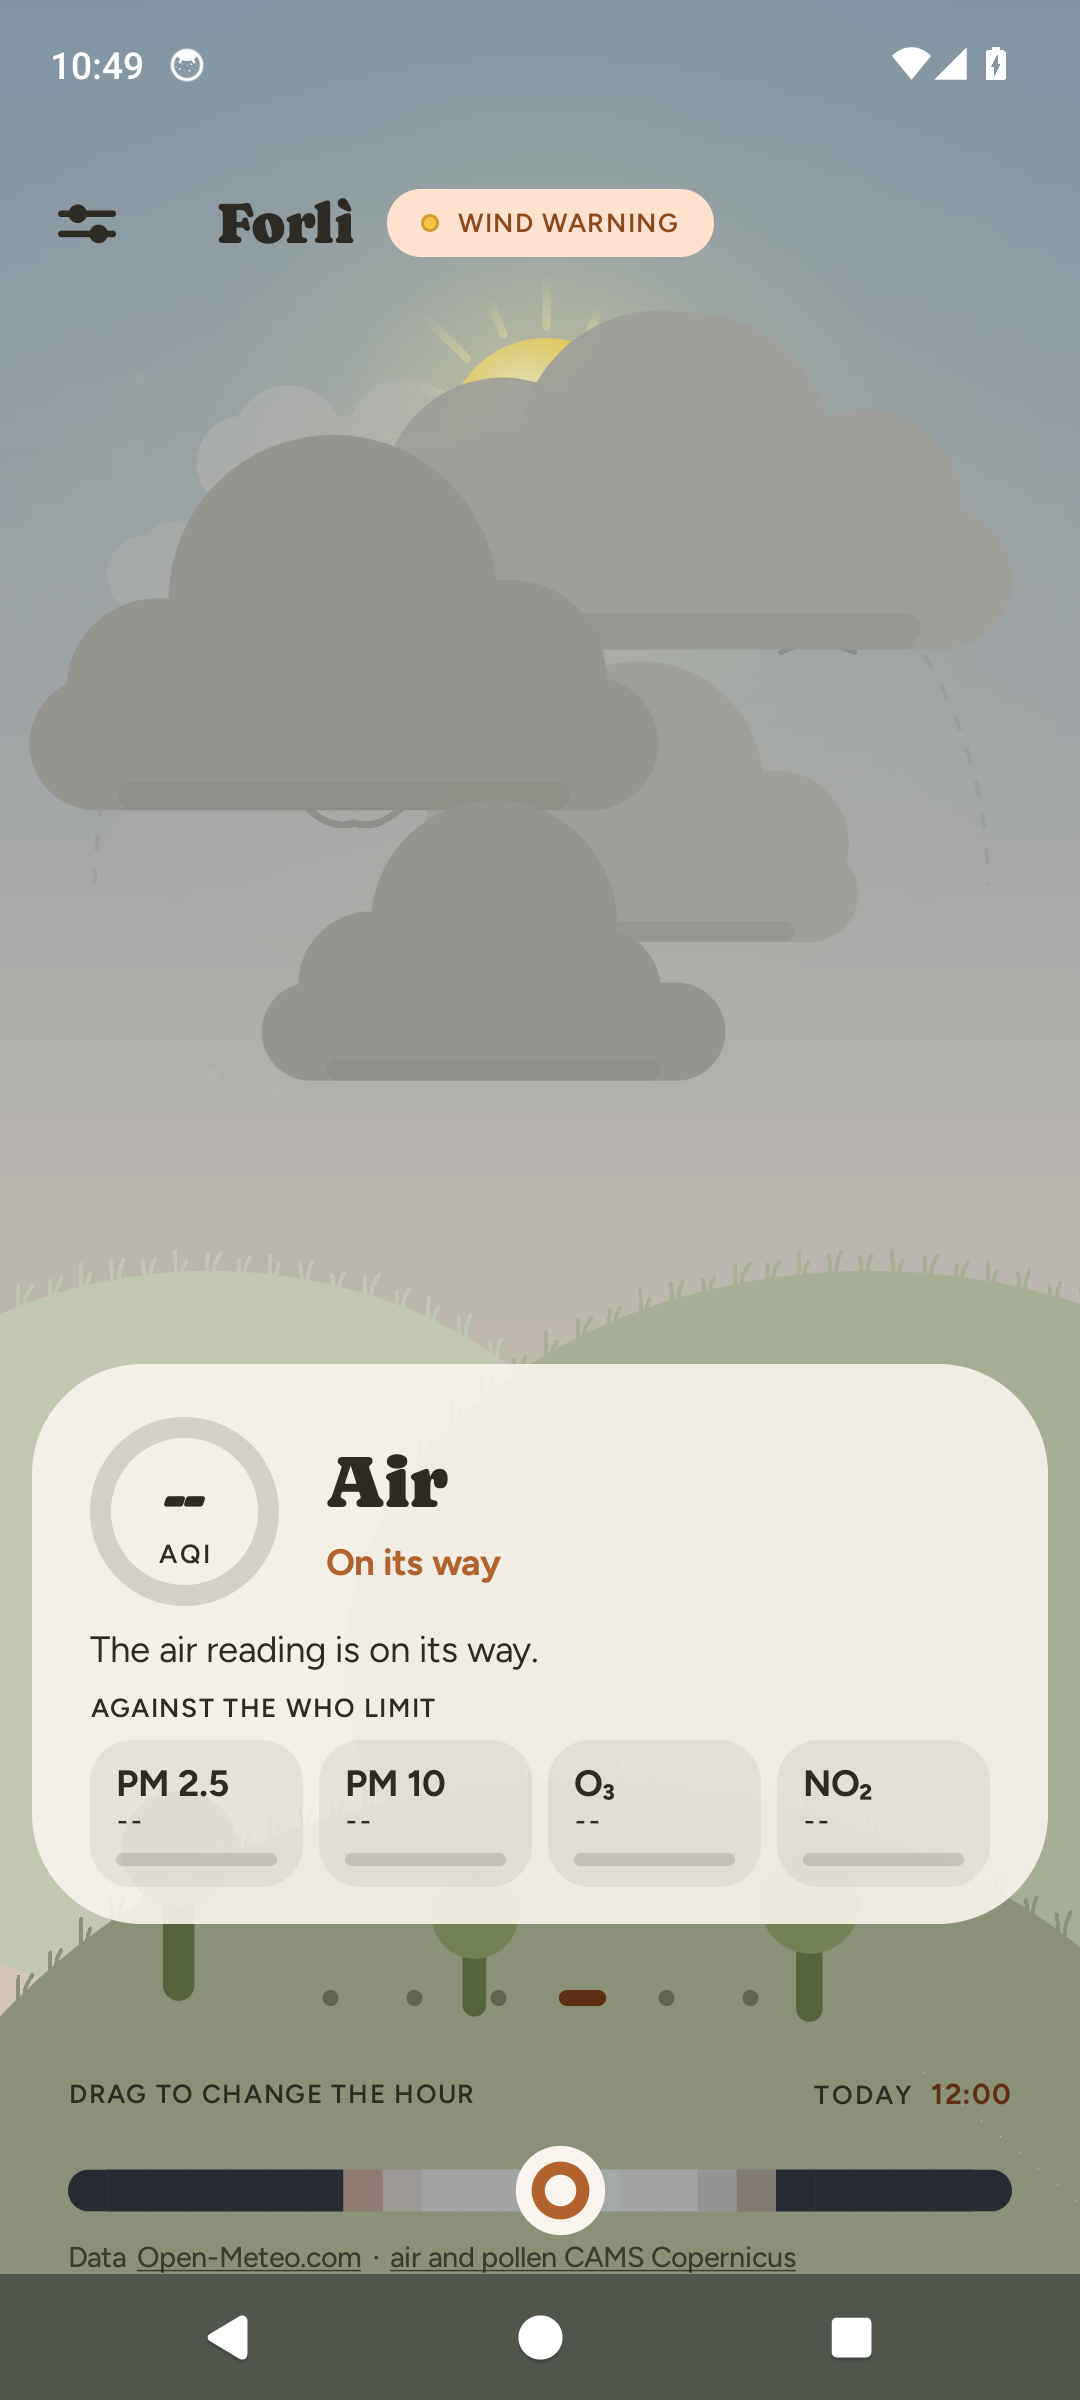 10:49
Forlì
WIND WARNING
--
AQI
Air
On its way
The air reading is on its way.
AGAINST THE WHO LIMIT
PM 2.5
--
PM 10
--
O₃
--
NO₂
--
DRAG TO CHANGE THE HOUR
TODAY 12:00
Data Open-Meteo.com · air and pollen CAMS Copernicus